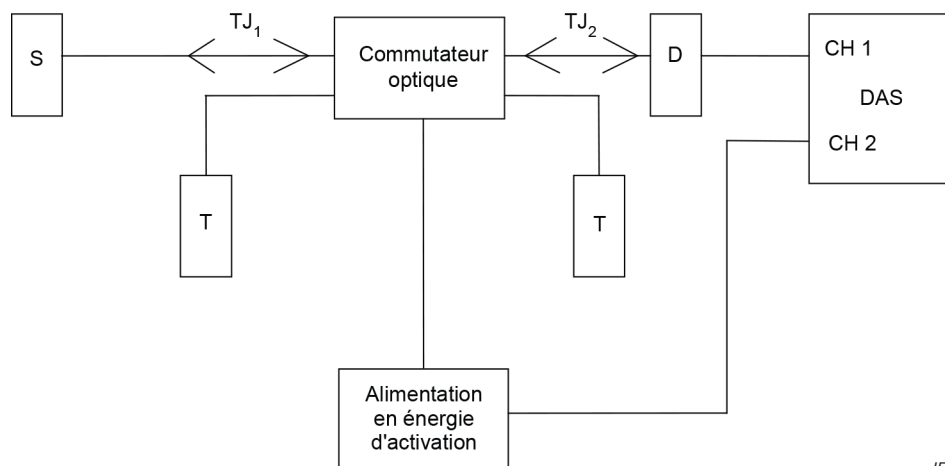 S
TJ1
Commutateur
optique
TJ2
D
CH 1
DAS
CH 2
T
T
Alimentation
en énergie
d'activation